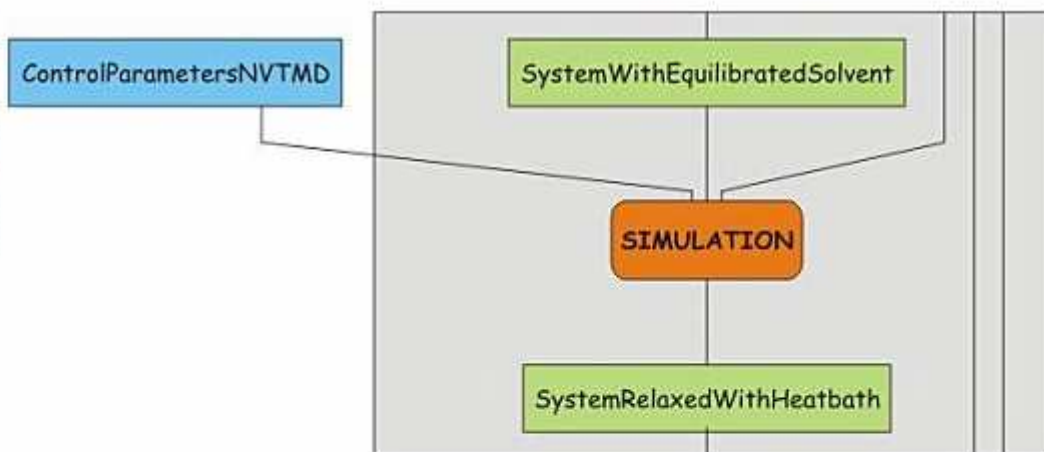 ControlParametersNVTMD
SystemWithEquilibratedSolvent
SIMULATION
SystemRelaxedWithHeatbath